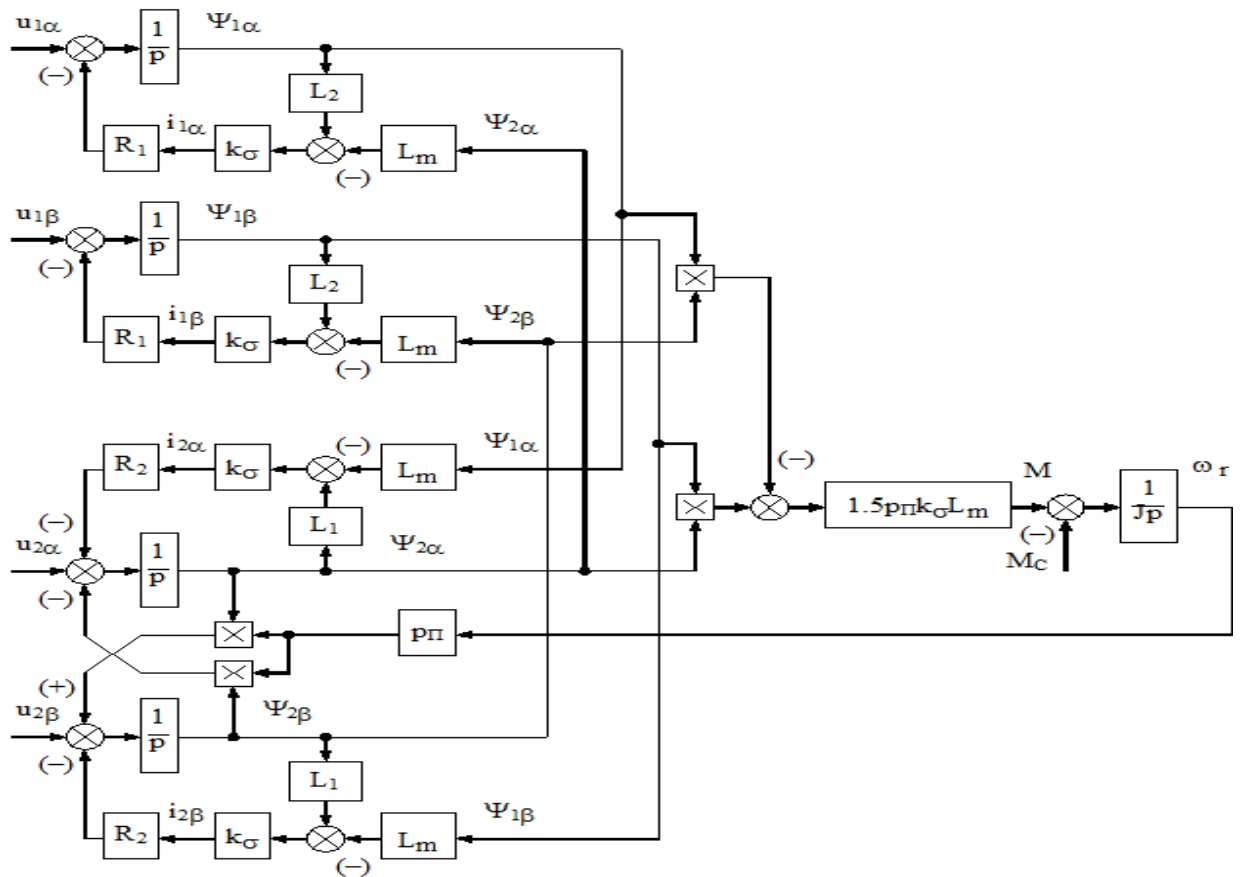 u₁α
(−)
1/p
Ψ₁α
L₂
R₁
i₁α
kσ
(−)
Lm
Ψ₂α
u₁β
(−)
1/p
Ψ₁β
L₂
R₁
i₁β
kσ
(−)
Lm
Ψ₂β
R₂
i₂α
kσ
(−)
Lm
Ψ₁α
L₁
(−)
u₂α
(−)
1/p
Ψ₂α
(−)
1.5pпkσLm
M
(−)
Mc
1/Jp
ωr
pп
(+)
u₂β
(−)
1/p
Ψ₂β
L₁
R₂
i₂β
kσ
(−)
Lm
Ψ₁β